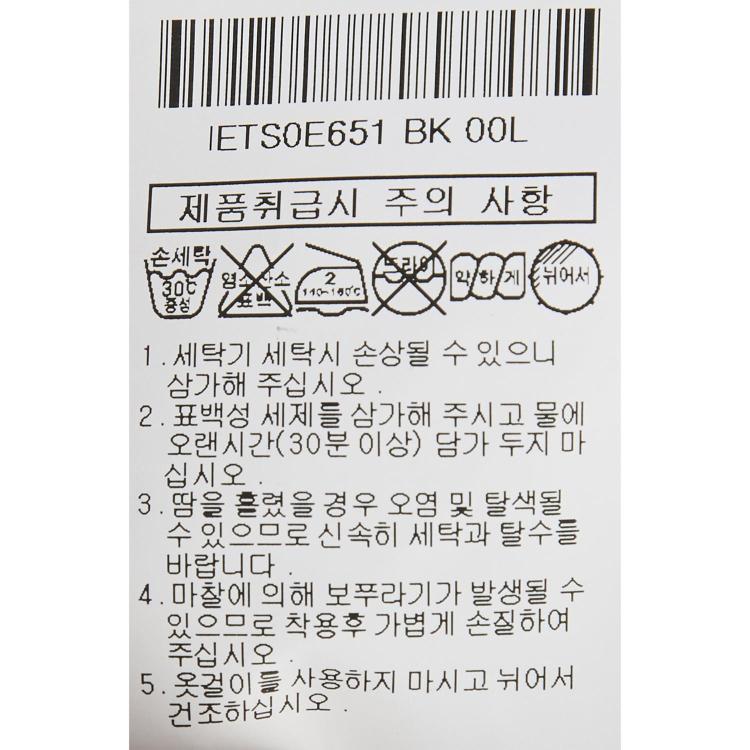 IETS0E651 BK 00L
제품취급시 주의 사항
손세탁 30℃ 중성
염소산소 표백
2 140~160℃
드라이
약하게
뉘어서
1. 세탁기 세탁시 손상될 수 있으니
삼가해 주십시오.
2. 표백성 세제를 삼가해 주시고 물에
오랜시간(30분 이상) 담가 두지 마
십시오.
3. 땀을 흘렸을 경우 오염 및 탈색될
수 있으므로 신속히 세탁과 탈수를
바랍니다.
4. 마찰에 의해 보푸라기가 발생될 수
있으므로 착용후 가볍게 손질하여
주십시오.
5. 옷걸이를 사용하지 마시고 뉘어서
건조하십시오.